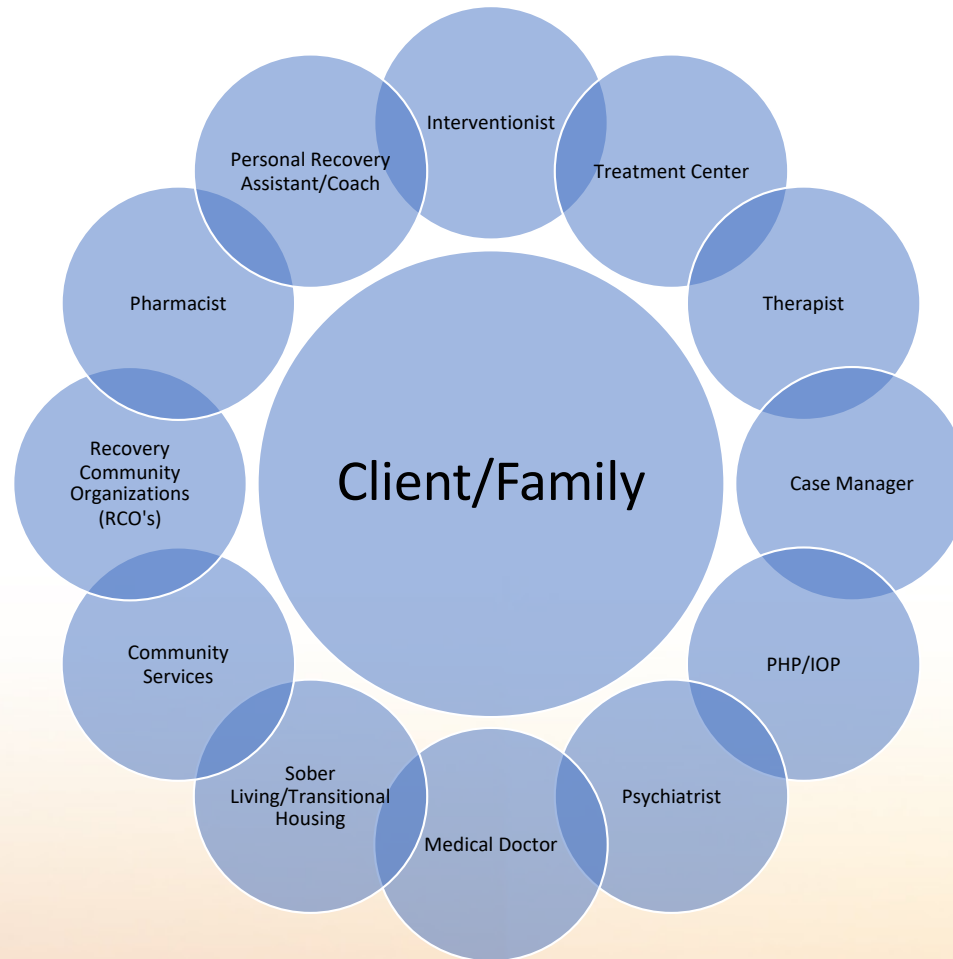 Interventionist
Treatment Center
Therapist
Case Manager
PHP/IOP
Psychiatrist
Medical Doctor
Sober
Living/Transitional
Housing
Community
Services
Recovery
Community
Organizations
(RCO's)
Pharmacist
Personal Recovery
Assistant/Coach
Client/Family